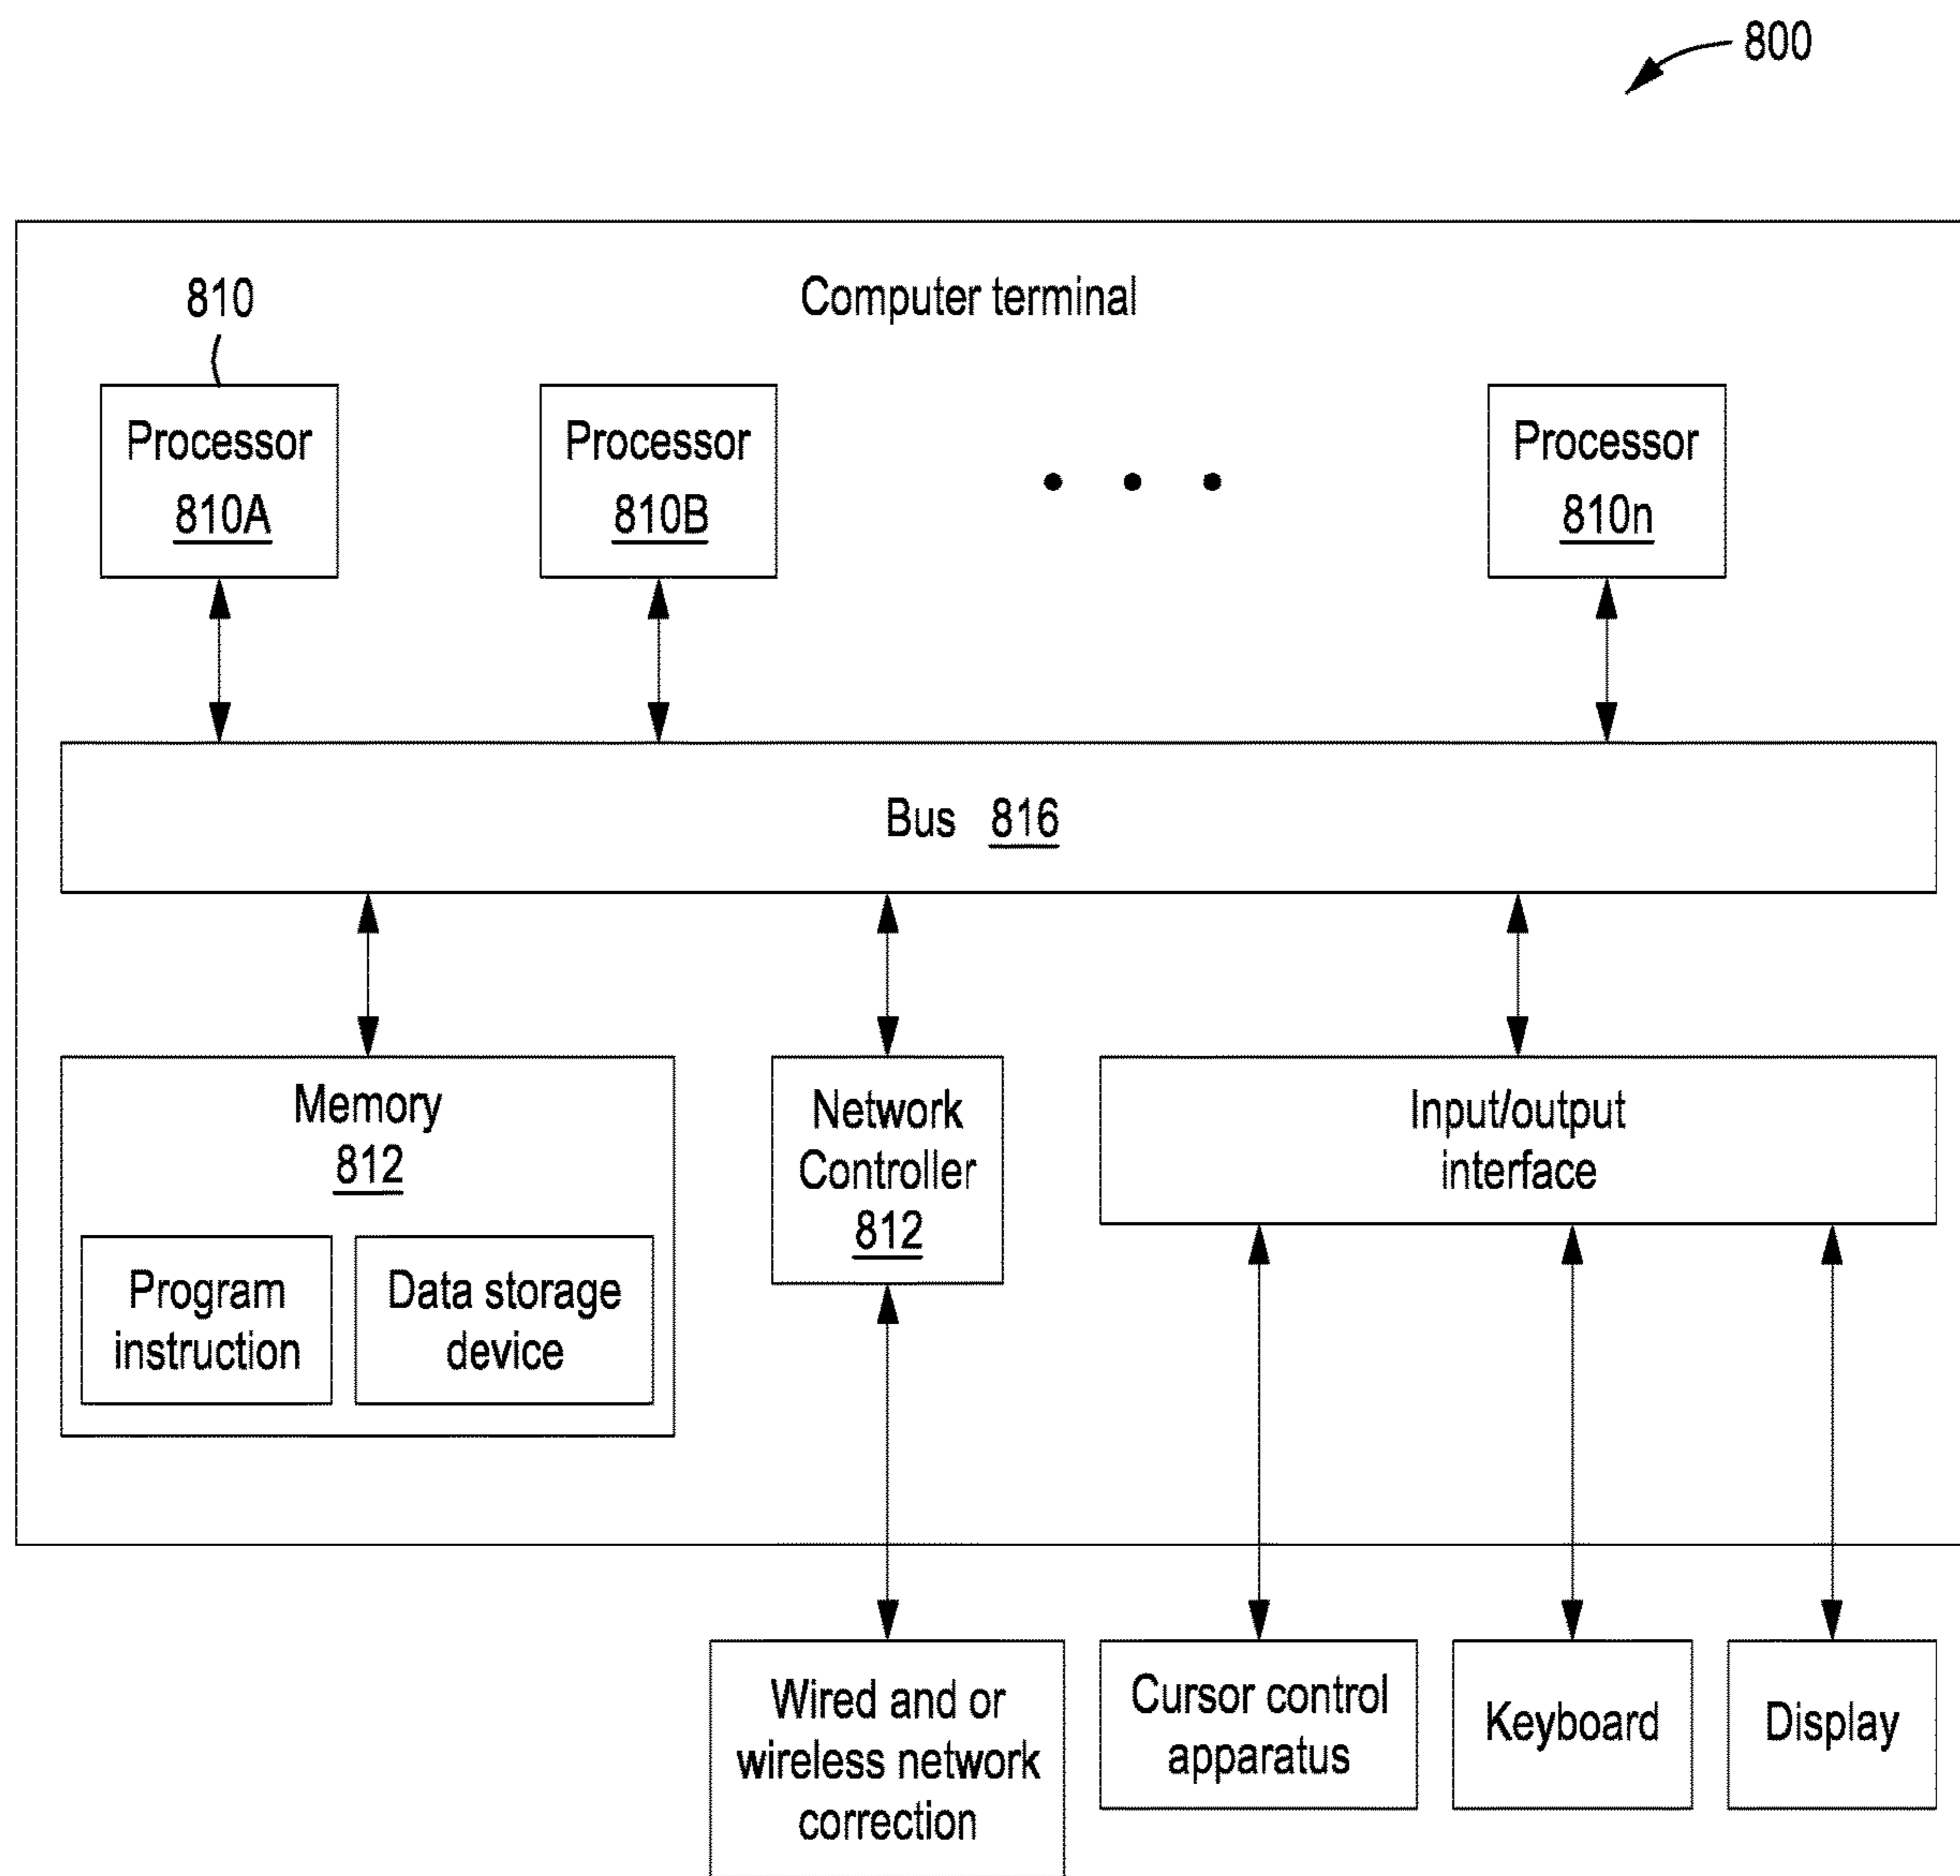 800
Computer terminal
810
Processor
810A
Processor
810B
Processor
810n
Bus 816
Memory
812
Program
instruction
Data storage
device
Network
Controller
812
Input/output
interface
Wired and or
wireless network
correction
Cursor control
apparatus
Keyboard
Display